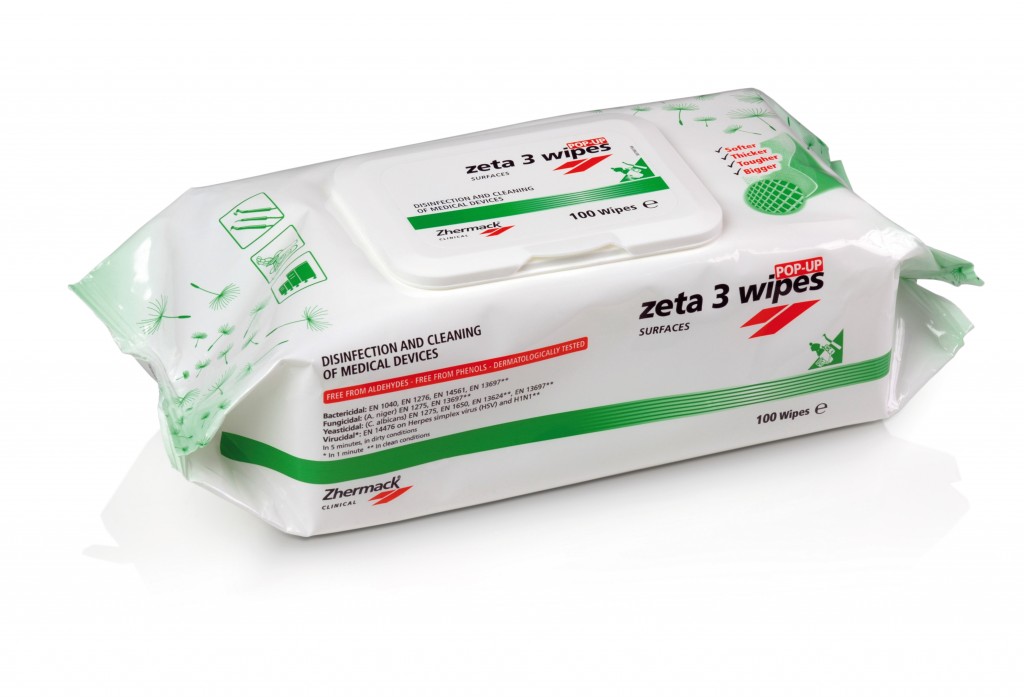 POP-UP
zeta 3 wipes
SURFACES
DISINFECTION AND CLEANING
OF MEDICAL DEVICES
100 Wipes ℮
Zhermack
CLINICAL
Softer
Thicker
Tougher
Bigger
POP-UP
zeta 3 wipes
SURFACES
DISINFECTION AND CLEANING
OF MEDICAL DEVICES
FREE FROM ALDEHYDES - FREE FROM PHENOLS - DERMATOLOGICALLY TESTED
Bactericidal: EN 1040, EN 1276, EN 14561, EN 13697**
Fungicidal: (A. niger) EN 1275, EN 13697**
Yeasticidal: (C. albicans) EN 1275, EN 1650, EN 13624**, EN 13697**
Virucidal*: EN 14476 on Herpes simplex virus (HSV) and H1N1**
In 5 minutes, in dirty conditions
* In 1 minute ** In clean conditions
100 Wipes ℮
Zhermack
CLINICAL